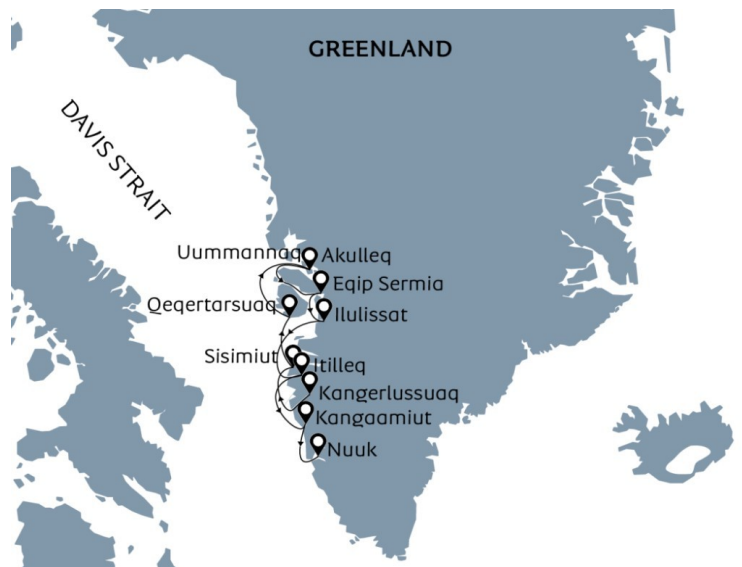 GREENLAND
DAVIS STRAIT
Uummannaq
Akulleq
Eqip Sermia
Qeqertarsuaq
Ilulissat
Sisimiut
Itilleq
Kangerlussuaq
Kangaamiut
Nuuk